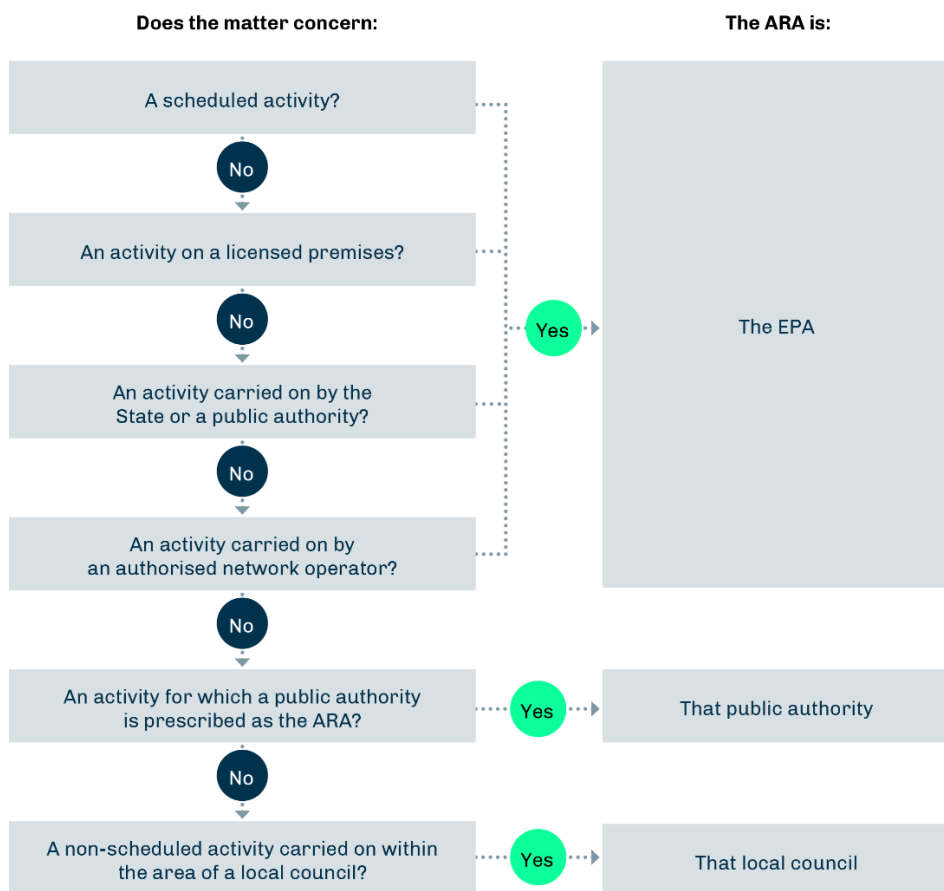 Does the matter concern:
The ARA is:
A scheduled activity?
No
An activity on a licensed premises?
No
Yes
The EPA
An activity carried on by the
State or a public authority?
No
An activity carried on by
an authorised network operator?
No
An activity for which a public authority
is prescribed as the ARA?
Yes
That public authority
No
A non-scheduled activity carried on within
the area of a local council?
Yes
That local council